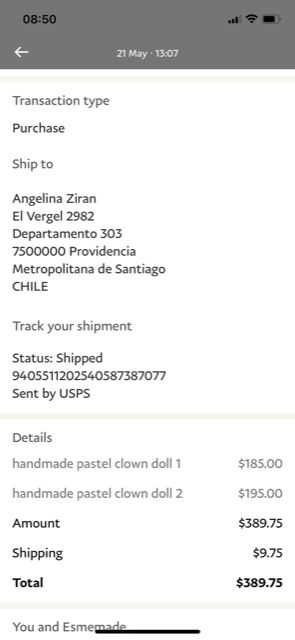 08:50
21 May · 13:07
Transaction type
Purchase
Ship to
Angelina Ziran
El Vergel 2982
Departamento 303
7500000 Providencia
Metropolitana de Santiago
CHILE
Track your shipment
Status: Shipped
9405511202540587387077
Sent by USPS
Details
handmade pastel clown doll 1 $185.00
handmade pastel clown doll 2 $195.00
Amount $389.75
Shipping $9.75
Total $389.75
You and Esmemade